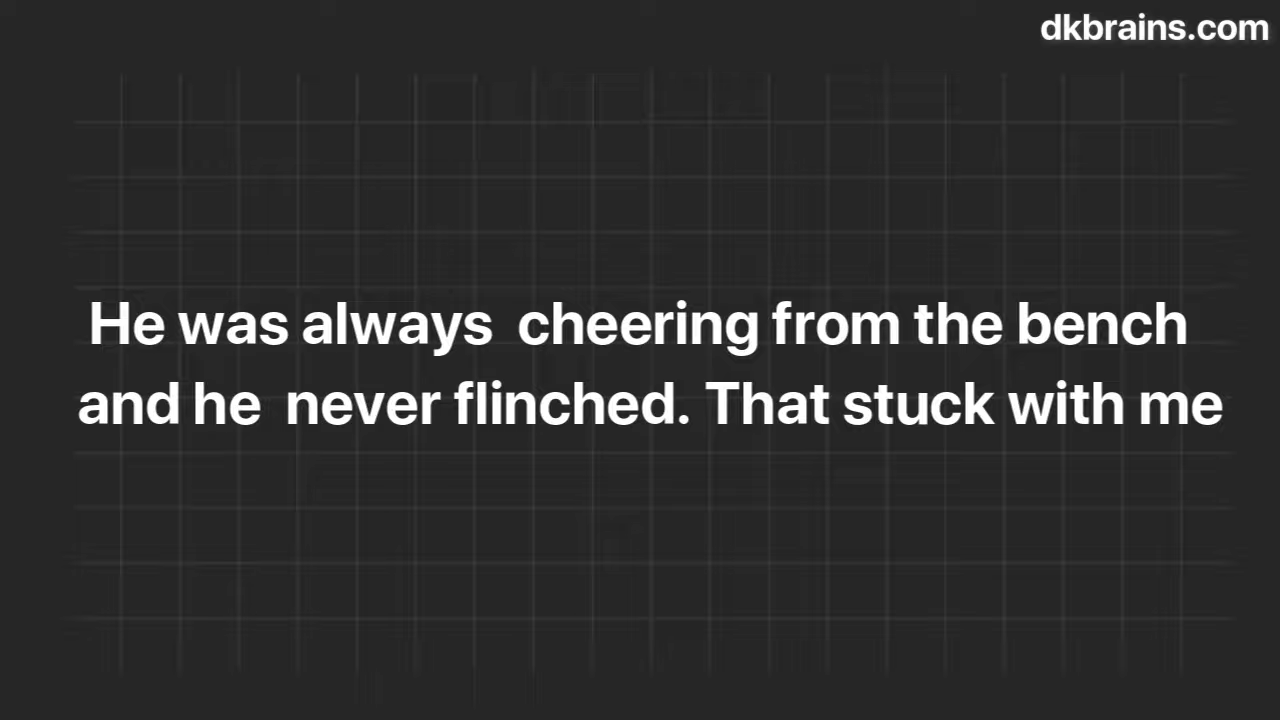 dkbrains.com
He was always  cheering from the bench
and he  never flinched. That stuck with me